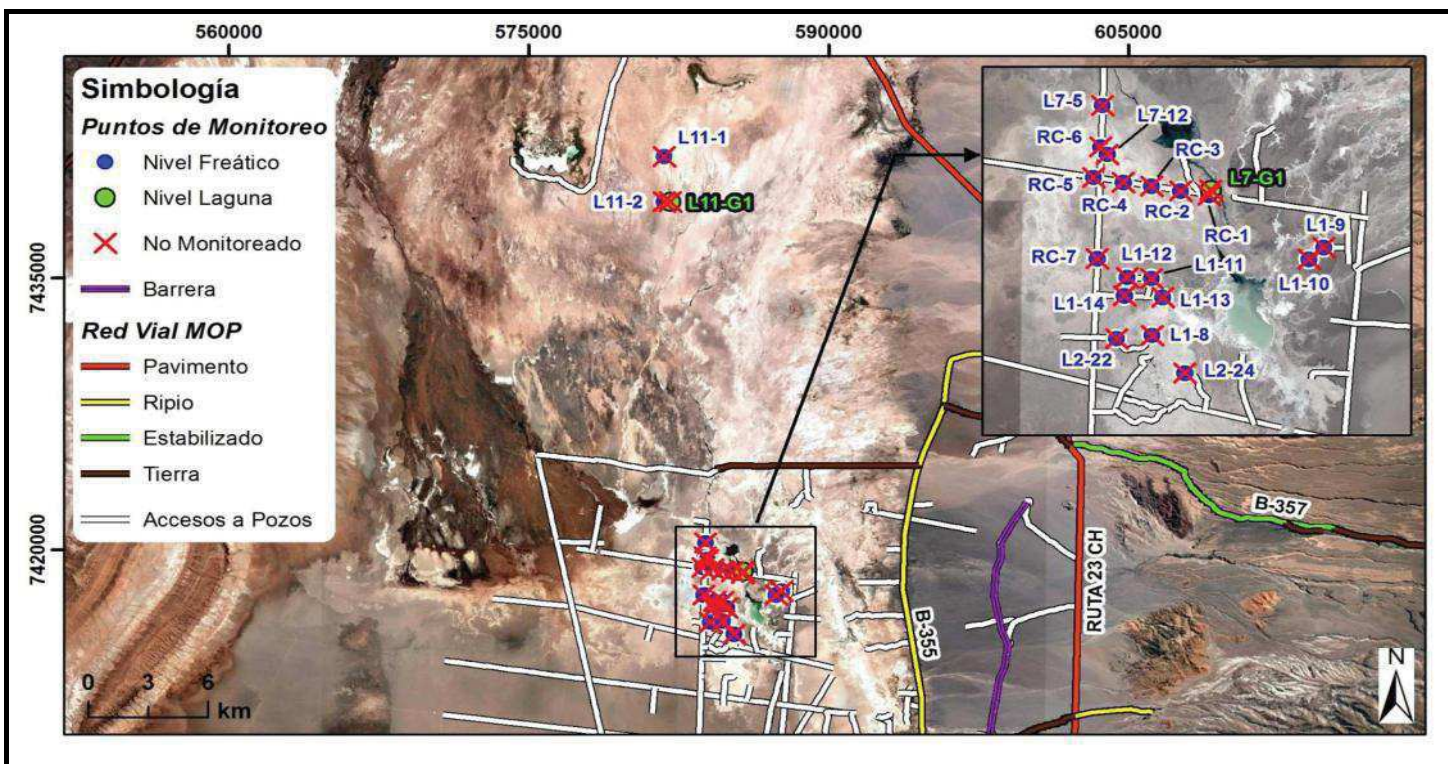 560000
575000
590000
605000
7435000
7420000
Simbología
Puntos de Monitoreo
Nivel Freático
Nivel Laguna
No Monitoreado
Barrera
Red Vial MOP
Pavimento
Ripio
Estabilizado
Tierra
Accesos a Pozos
0 3 6
km
L11-1
L11-2
L11-G1
L7-5
L7-12
RC-6
RC-3
RC-5
L7-G1
RC-4
RC-2
RC-1
L1-9
RC-7
L1-12
L1-11
L1-10
L1-14
L1-13
L1-8
L2-22
L2-24
B-357
B-355
RUTA 23 CH
N